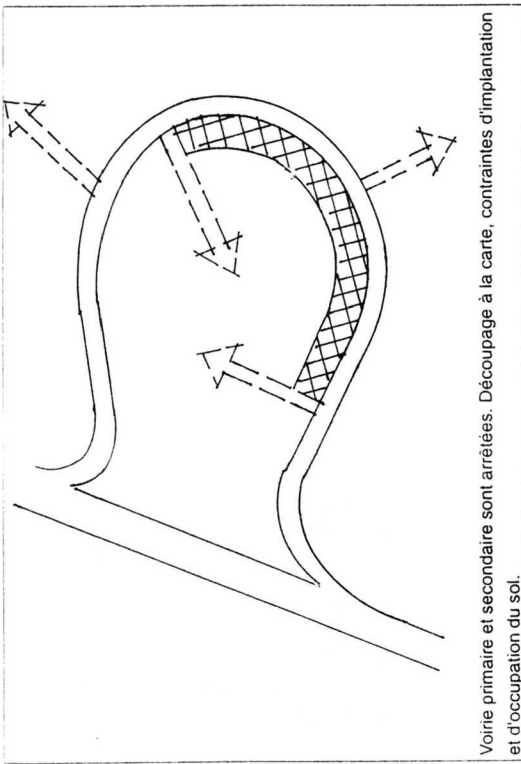 Voirie primaire et secondaire sont arrêtées. Découpage à la carte, contraintes d'implantation
et d'occupation du sol.